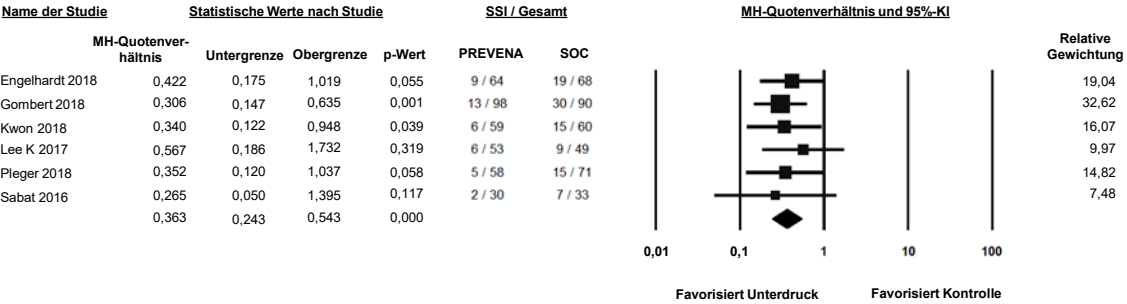 Name der Studie Statistische Werte nach Studie SSI / Gesamt MH-Quotenverhältnis und 95%-KI
MH-Quotenver-
hältnis Untergrenze Obergrenze p-Wert PREVENA SOC Relative
Gewichtung
Engelhardt 2018 0,422 0,175 1,019 0,055 9 / 64 19 / 68 19,04
Gombert 2018 0,306 0,147 0,635 0,001 13 / 98 30 / 90 32,62
Kwon 2018 0,340 0,122 0,948 0,039 6 / 59 15 / 60 16,07
Lee K 2017 0,567 0,186 1,732 0,319 6 / 53 9 / 49 9,97
Pleger 2018 0,352 0,120 1,037 0,058 5 / 58 15 / 71 14,82
Sabat 2016 0,265 0,050 1,395 0,117 2 / 30 7 / 33 7,48
0,363 0,243 0,543 0,000
0,01 0,1 1 10 100
Favorisiert Unterdruck Favorisiert Kontrolle